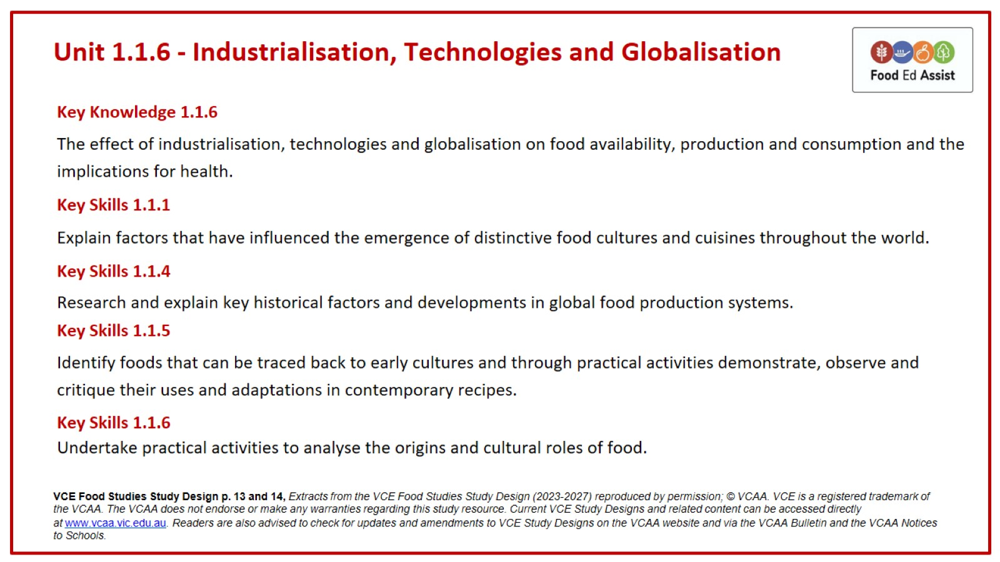 Unit 1.1.6 - Industrialisation, Technologies and Globalisation
Food Ed Assist
Key Knowledge 1.1.6
The effect of industrialisation, technologies and globalisation on food availability, production and consumption and the
implications for health.
Key Skills 1.1.1
Explain factors that have influenced the emergence of distinctive food cultures and cuisines throughout the world.
Key Skills 1.1.4
Research and explain key historical factors and developments in global food production systems.
Key Skills 1.1.5
Identify foods that can be traced back to early cultures and through practical activities demonstrate, observe and
critique their uses and adaptations in contemporary recipes.
Key Skills 1.1.6
Undertake practical activities to analyse the origins and cultural roles of food.
VCE Food Studies Study Design p. 13 and 14, Extracts from the VCE Food Studies Study Design (2023-2027) reproduced by permission; © VCAA. VCE is a registered trademark of
the VCAA. The VCAA does not endorse or make any warranties regarding this study resource. Current VCE Study Designs and related content can be accessed directly
at www.vcaa.vic.edu.au. Readers are also advised to check for updates and amendments to VCE Study Designs on the VCAA website and via the VCAA Bulletin and the VCAA Notices
to Schools.